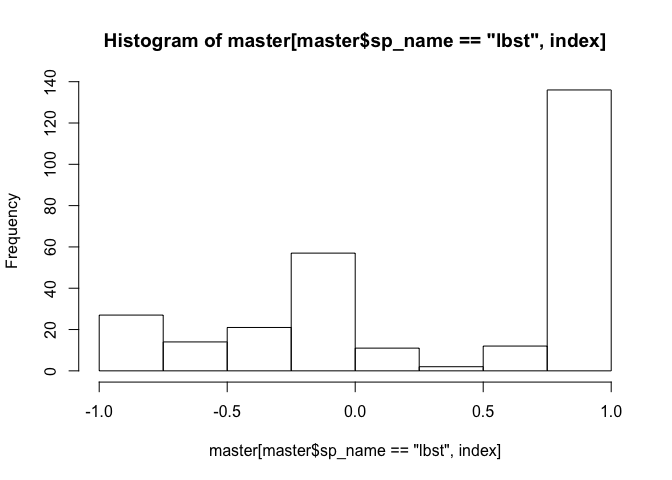 Histogram of master[master$sp_name == "lbst", index]
140
120
100
80
60
40
20
0
Frequency
-1.0 -0.5 0.0 0.5 1.0
master[master$sp_name == "lbst", index]